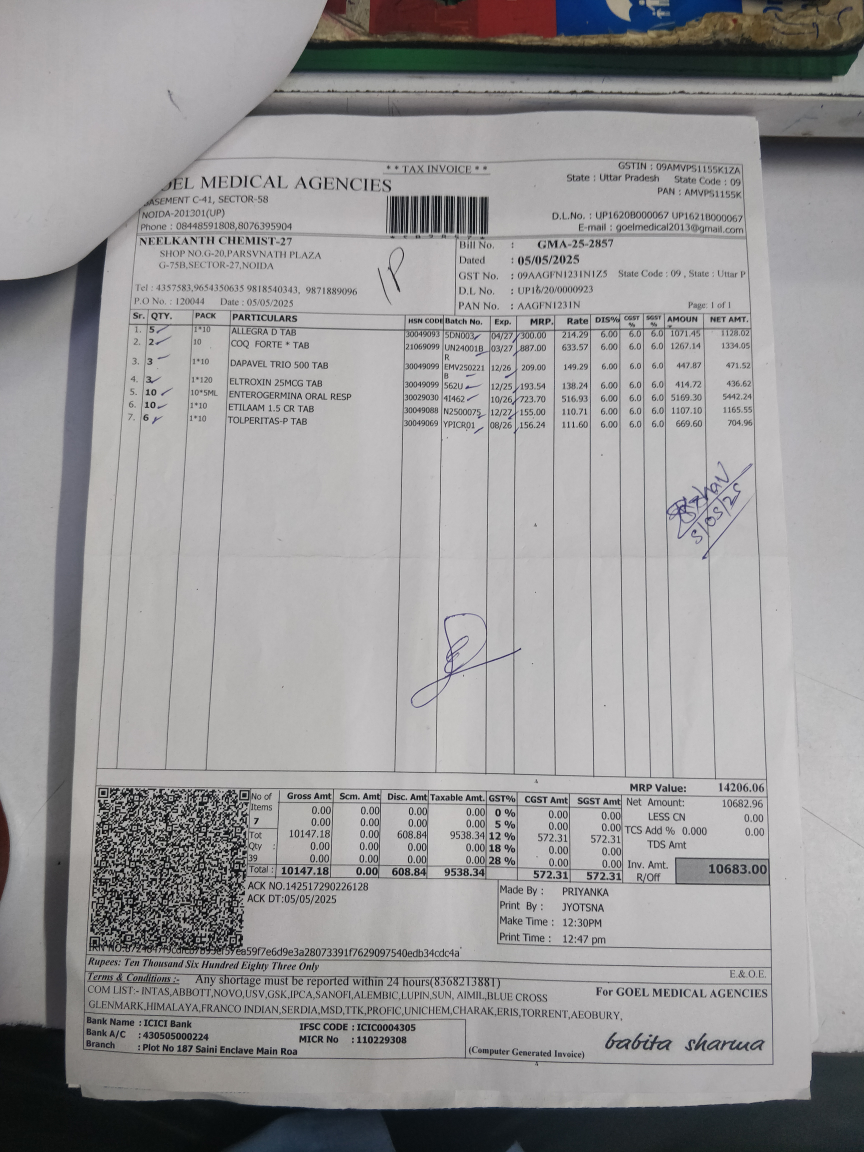 * * TAX INVOICE * *
GSTIN : 09AMVPS1155K1ZA
State : Uttar Pradesh State Code : 09
PAN : AMVPS1155K
OEL MEDICAL AGENCIES
BASEMENT C-41, SECTOR-58
NOIDA-201301(UP)
Phone : 08448591808,8076395904
D.L.No. : UP1620B000067 UP1621B000067
E-mail : goelmedical2013@gmail.com
NEELKANTH CHEMIST-27
SHOP NO.G-20,PARSVNATH PLAZA
G-75B,SECTOR-27,NOIDA
Tel : 4357583,9654350635 9818540343, 9871889096
P.O No. : 120044 Date : 05/05/2025
Bill No. : GMA-25-2857
Dated : 05/05/2025
GST No. : 09AAGFN1231N1Z5 State Code : 09 , State : Uttar P
D.L No. : UP16/20/0000923
PAN No. : AAGFN1231N Page: 1 of 1
Sr. QTY. PACK PARTICULARS HSN CODE Batch No. Exp. MRP. Rate DIS% CGST % SGST % AMOUN NET AMT.
1. 5 1*10 ALLEGRA D TAB 30049093 5DN003 04/27 300.00 214.29 6.00 6.0 6.0 1071.45 1128.02
2. 2 10 COQ FORTE * TAB 21069099 UN24001B R 03/27 887.00 633.57 6.00 6.0 6.0 1267.14 1334.05
3. 3 1*10 DAPAVEL TRIO 500 TAB 30049099 EMV250221 B 12/26 209.00 149.29 6.00 6.0 6.0 447.87 471.52
4. 3 1*120 ELTROXIN 25MCG TAB 30049099 562U 12/25 193.54 138.24 6.00 6.0 6.0 414.72 436.62
5. 10 10*5ML ENTEROGERMINA ORAL RESP 30029030 4I462 10/26 723.70 516.93 6.00 6.0 6.0 5169.30 5442.24
6. 10 1*10 ETILAAM 1.5 CR TAB 30049088 N2500075 12/27 155.00 110.71 6.00 6.0 6.0 1107.10 1165.55
7. 6 1*10 TOLPERITAS-P TAB 30049069 YPICR01 08/26 156.24 111.60 6.00 6.0 6.0 669.60 704.96
5/05/25
MRP Value: 14206.06
No of Items 7
Tot Qty : 39
Gross Amt Scm. Amt Disc. Amt Taxable Amt. GST% CGST Amt SGST Amt
0.00 0.00 0.00 0.00 0 % 0.00 0.00
0.00 0.00 0.00 0.00 5 % 0.00 0.00
10147.18 0.00 608.84 9538.34 12 % 572.31 572.31
0.00 0.00 0.00 0.00 18 % 0.00 0.00
0.00 0.00 0.00 0.00 28 % 0.00 0.00
Total : 10147.18 0.00 608.84 9538.34 572.31 572.31
Net Amount: 10682.96
LESS CN 0.00
TCS Add % 0.000 0.00
TDS Amt
Inv. Amt. R/Off 10683.00
ACK NO.142517290226128
ACK DT:05/05/2025
Made By : PRIYANKA
Print By : JYOTSNA
Make Time : 12:30PM
Print Time : 12:47 pm
Rupees: Ten Thousand Six Hundred Eighty Three Only
E.& O.E.
Terms & Conditions :- Any shortage must be reported within 24 hours(8368213881)
COM LIST:- INTAS,ABBOTT,NOVO,USV,GSK,IPCA,SANOFI,ALEMBIC,LUPIN,SUN, AIMIL,BLUE CROSS
GLENMARK,HIMALAYA,FRANCO INDIAN,SERDIA,MSD,TTK,PROFIC,UNICHEM,CHARAK,ERIS,TORRENT,AEOBURY,
For GOEL MEDICAL AGENCIES
Bank Name : ICICI Bank IFSC CODE : ICIC0004305
Bank A/C : 430505000224 MICR No : 110229308
Branch : Plot No 187 Saini Enclave Main Roa
(Computer Generated Invoice)
babita sharma